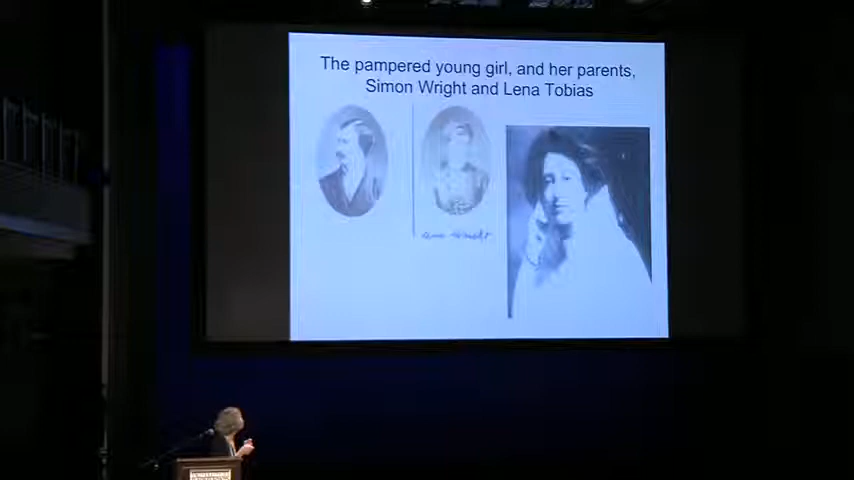 The pampered young girl, and her parents,
Simon Wright and Lena Tobias